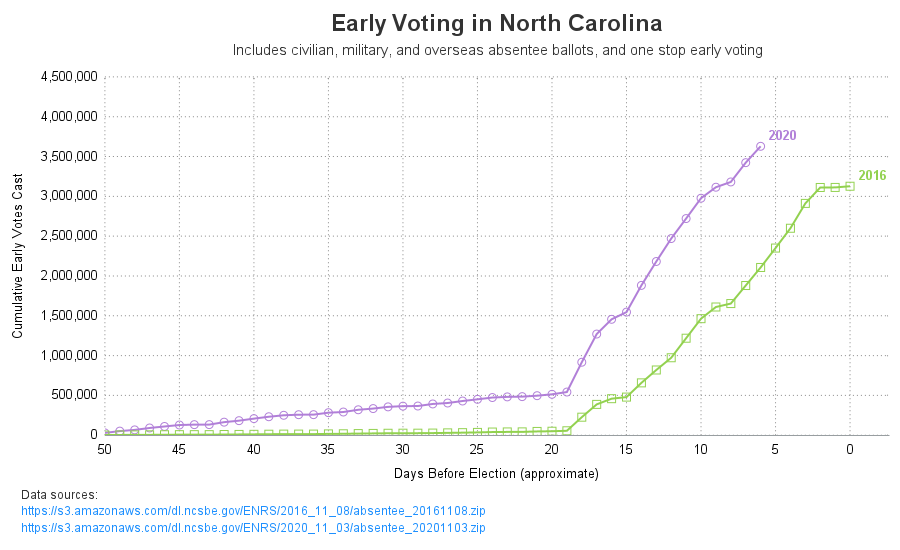 Early Voting in North Carolina
Includes civilian, military, and overseas absentee ballots, and one stop early voting
4,500,000
4,000,000
3,500,000
3,000,000
2,500,000
2,000,000
1,500,000
1,000,000
500,000
0
Cumulative Early Votes Cast
2020
2016
50 45 40 35 30 25 20 15 10 5 0
Days Before Election (approximate)
Data sources:
https://s3.amazonaws.com/dl.ncsbe.gov/ENRS/2016_11_08/absentee_20161108.zip
https://s3.amazonaws.com/dl.ncsbe.gov/ENRS/2020_11_03/absentee_20201103.zip